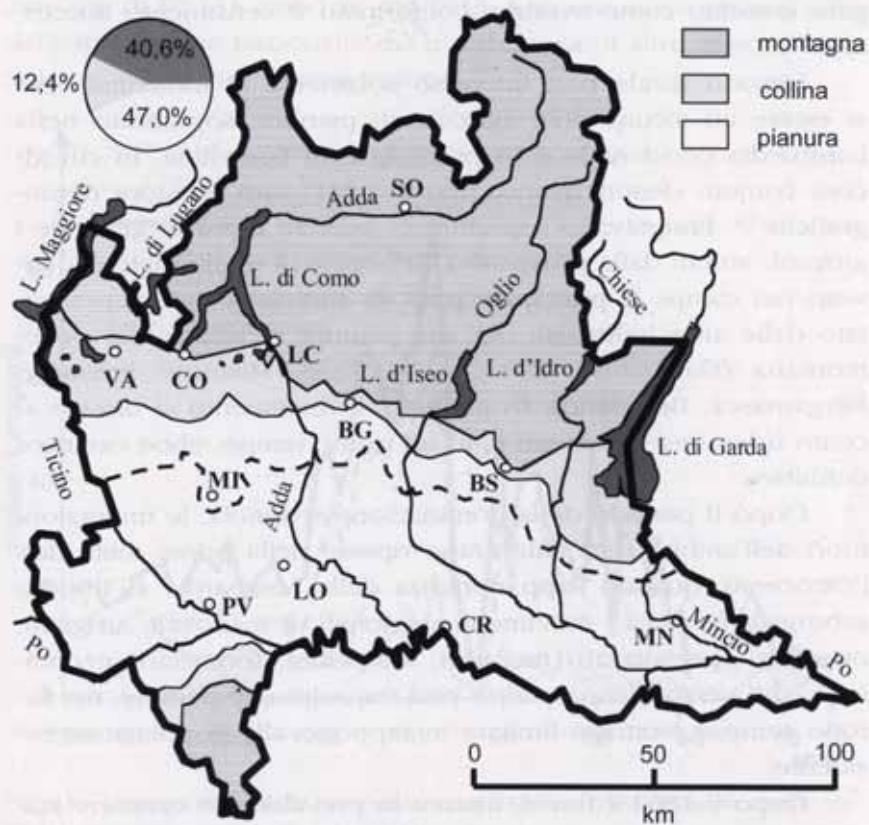 40,6%
12,4%
47,0%
montagna
collina
pianura
L. Maggiore
L. di Lugano
Adda
SO
L. di Como
Oglio
Chiese
VA
CO
LC
L. d'Iseo
L. d'Idro
BG
L. di Garda
BS
Ticino
MI
Adda
LO
PV
CR
MN
Mincio
Po
Po
0 50 100
km